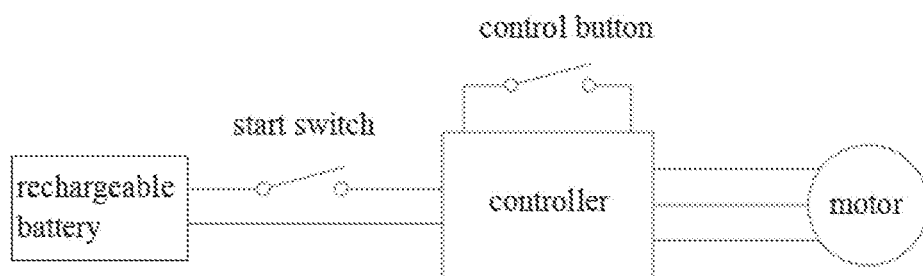 control button
start switch
rechargeable
battery
controller
motor